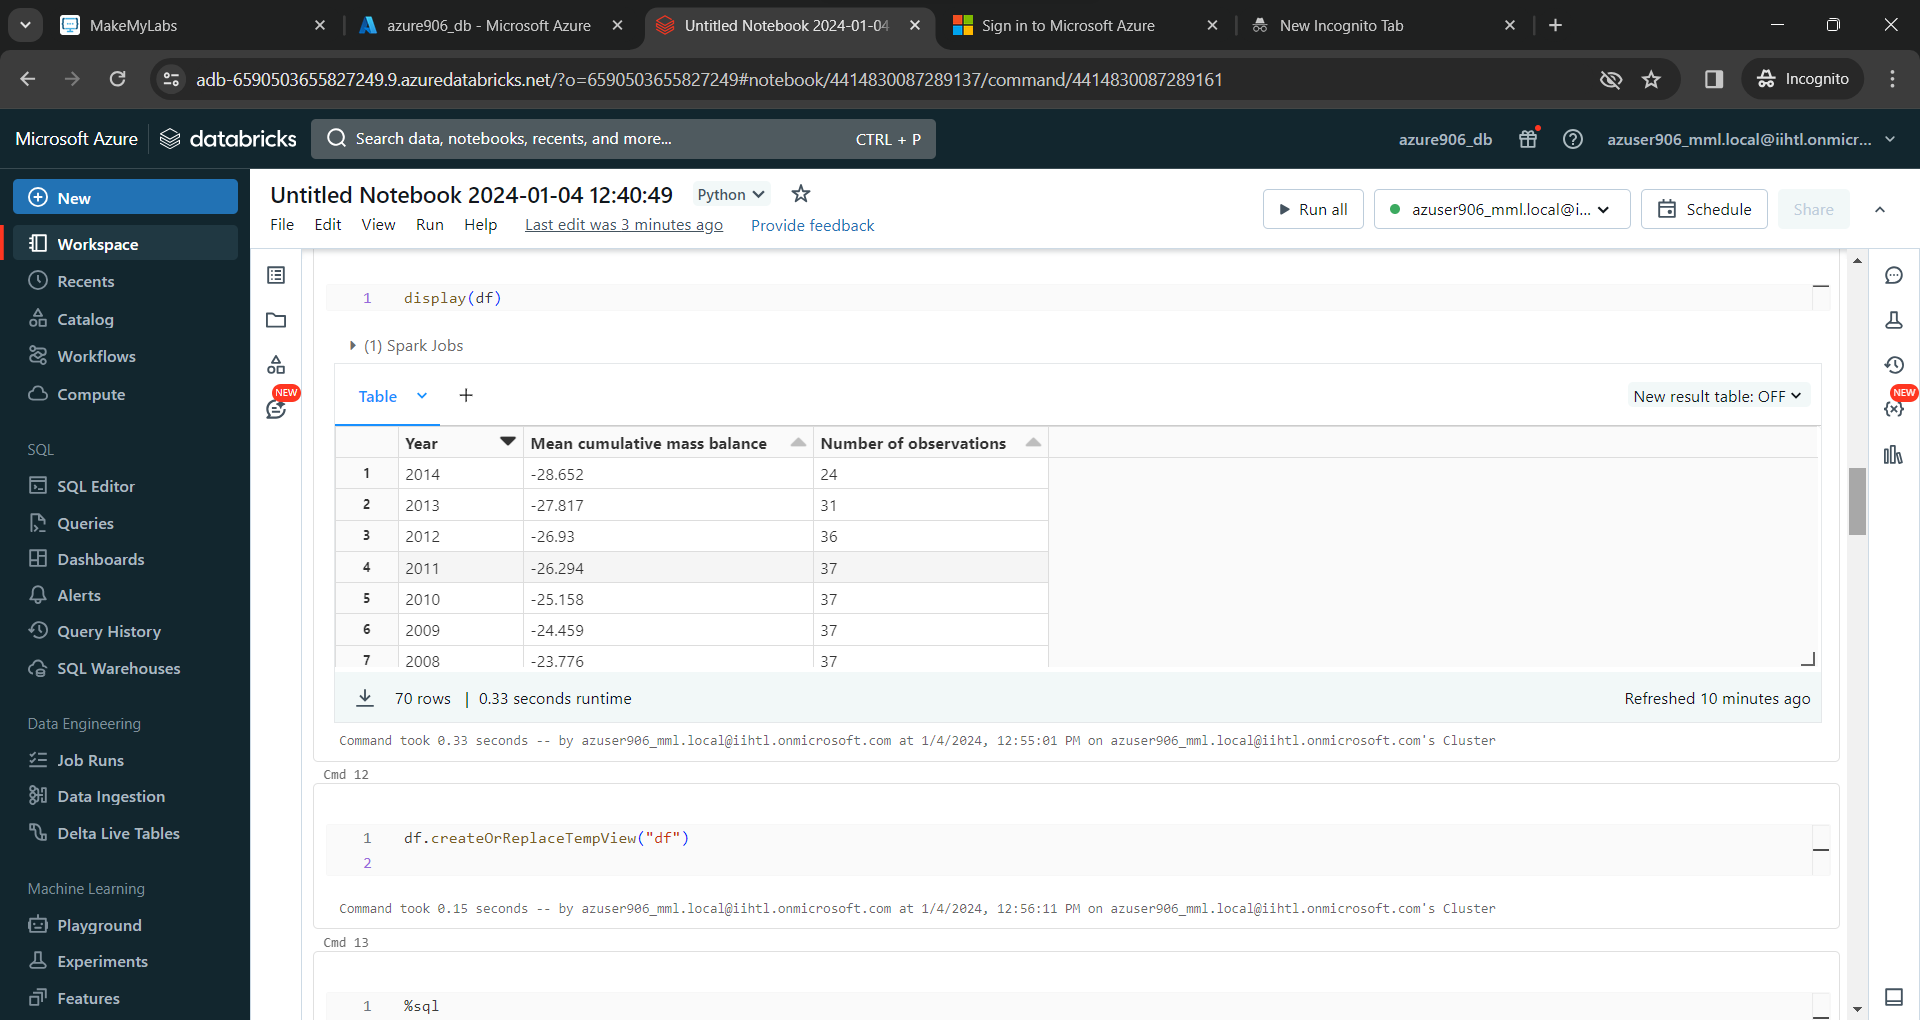 MakeMyLabs
azure906_db - Microsoft Azure
Untitled Notebook 2024-01-04
Sign in to Microsoft Azure
New Incognito Tab
adb-6590503655827249.9.azuredatabricks.net/?o=6590503655827249#notebook/4414830087289137/command/4414830087289161
Incognito
Microsoft Azure
databricks
Search data, notebooks, recents, and more...
CTRL + P
azure906_db
azuser906_mml.local@iihtl.onmicr...
New
Workspace
Recents
Catalog
Workflows
Compute
SQL
SQL Editor
Queries
Dashboards
Alerts
Query History
SQL Warehouses
Data Engineering
Job Runs
Data Ingestion
Delta Live Tables
Machine Learning
Playground
Experiments
Features
Untitled Notebook 2024-01-04 12:40:49
Python
File Edit View Run Help Last edit was 3 minutes ago Provide feedback
Run all
azuser906_mml.local@i...
Schedule
Share
NEW
NEW
1 display(df)
(1) Spark Jobs
Table
+
New result table: OFF
Year Mean cumulative mass balance Number of observations
1 2014 -28.652 24
2 2013 -27.817 31
3 2012 -26.93 36
4 2011 -26.294 37
5 2010 -25.158 37
6 2009 -24.459 37
7 2008 -23.776 37
70 rows | 0.33 seconds runtime
Refreshed 10 minutes ago
Command took 0.33 seconds -- by azuser906_mml.local@iihtl.onmicrosoft.com at 1/4/2024, 12:55:01 PM on azuser906_mml.local@iihtl.onmicrosoft.com's Cluster
Cmd 12
1 df.createOrReplaceTempView("df")
2
Command took 0.15 seconds -- by azuser906_mml.local@iihtl.onmicrosoft.com at 1/4/2024, 12:56:11 PM on azuser906_mml.local@iihtl.onmicrosoft.com's Cluster
Cmd 13
1 %sql